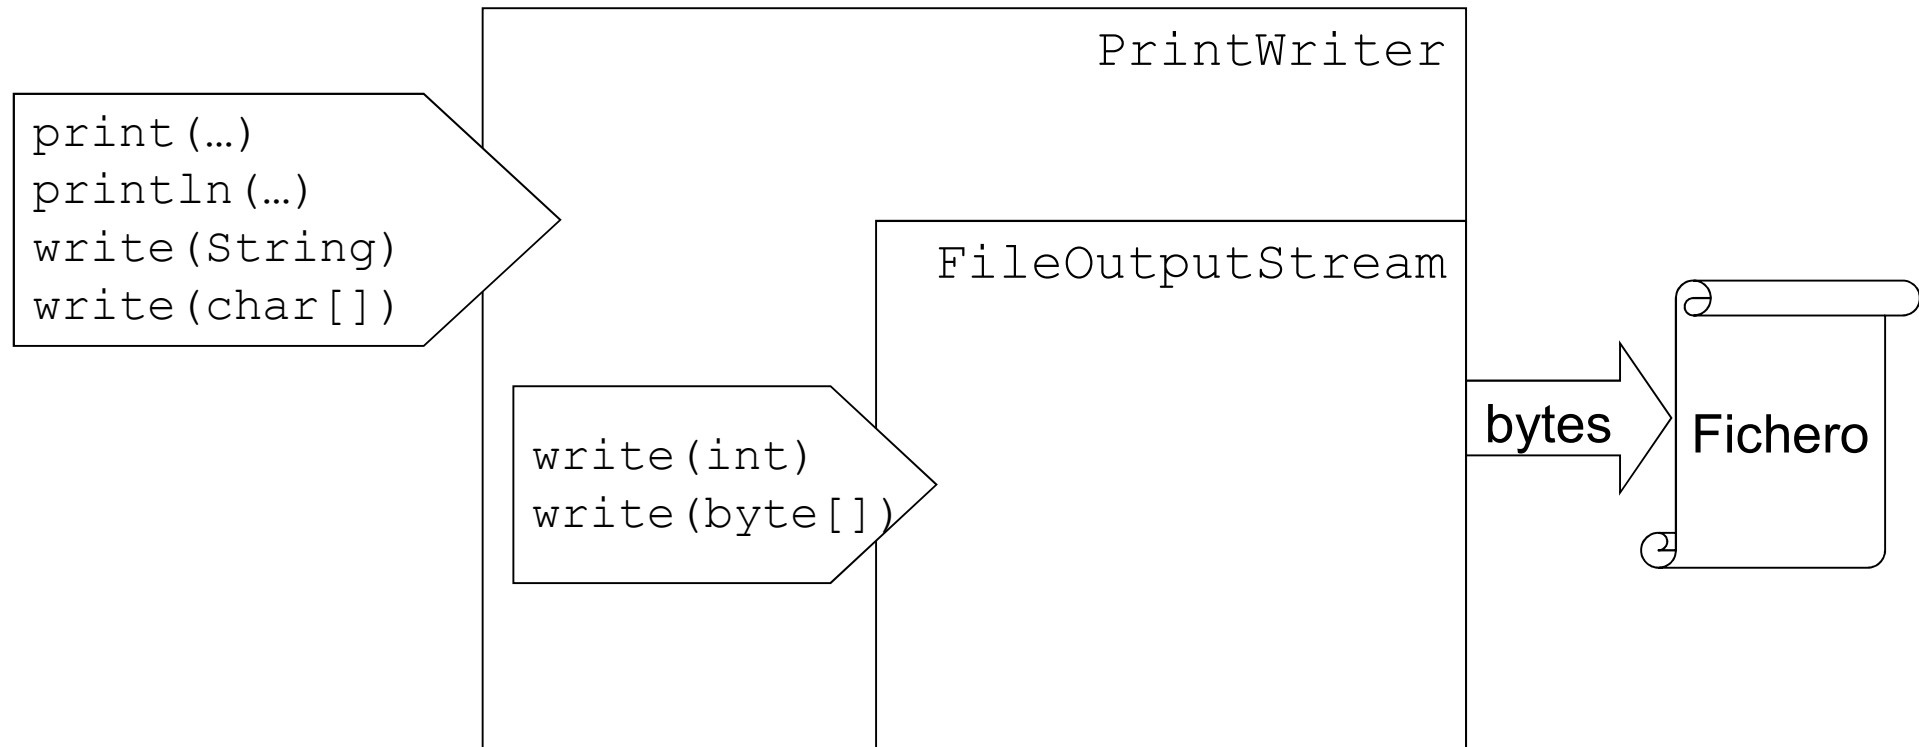 PrintWriter
print(…)
println(…)
write(String)
write(char[])
FileOutputStream
write(int)
write(byte[])
bytes
Fichero